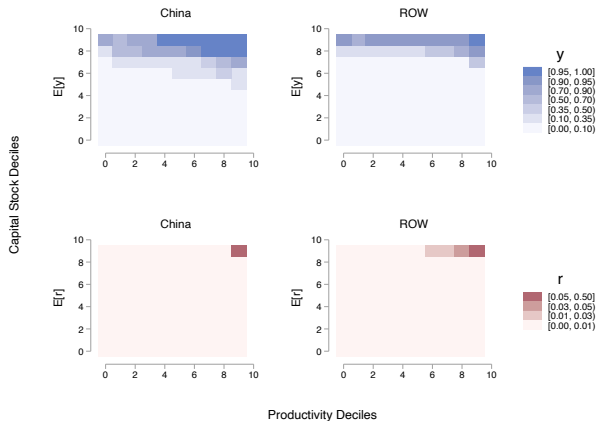 China
ROW
E[y]
10
8
6
4
2
0
0 2 4 6 8 10
E[y]
10
8
6
4
2
0
0 2 4 6 8 10
y
[0.95, 1.00]
[0.90, 0.95)
[0.70, 0.90)
[0.50, 0.70)
[0.35, 0.50)
[0.10, 0.35)
[0.00, 0.10)
Capital Stock Deciles
China
ROW
E[r]
10
8
6
4
2
0
0 2 4 6 8 10
E[r]
10
8
6
4
2
0
0 2 4 6 8 10
r
[0.05, 0.50]
[0.03, 0.05)
[0.01, 0.03)
[0.00, 0.01)
Productivity Deciles